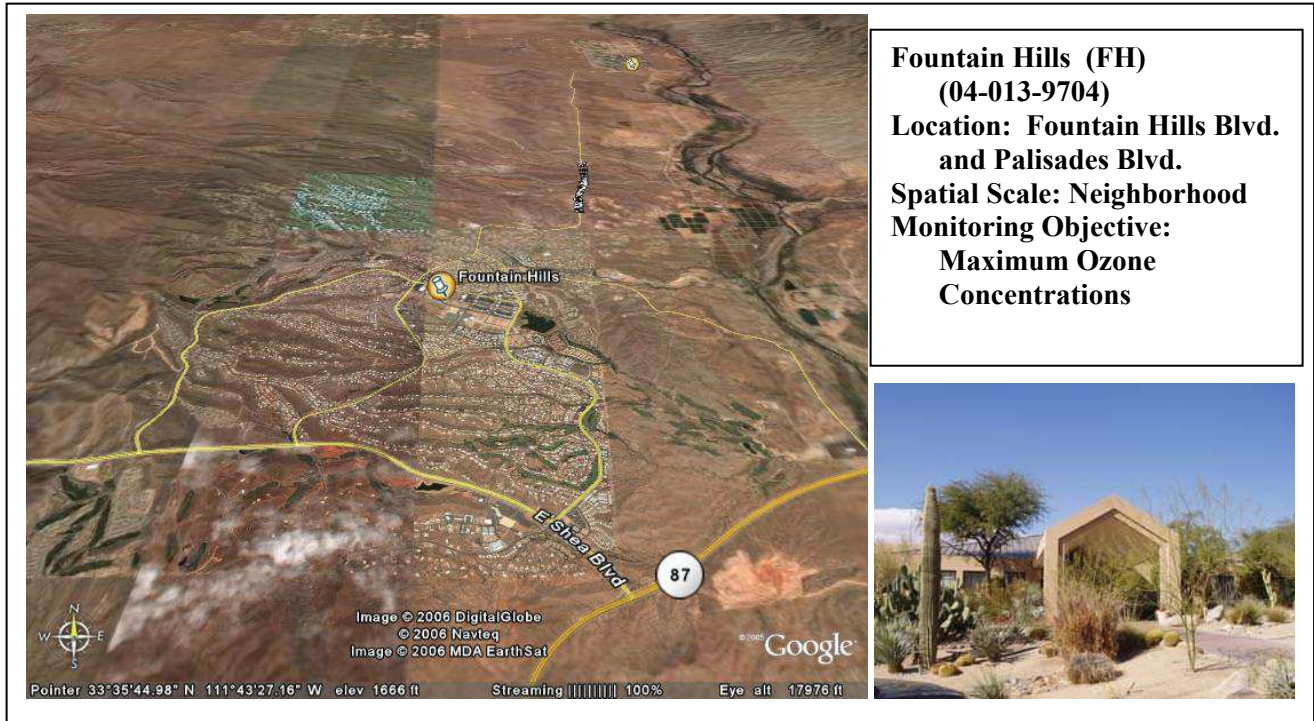 Fountain Hills (FH)
(04-013-9704)
Location: Fountain Hills Blvd.
and Palisades Blvd.
Spatial Scale: Neighborhood
Monitoring Objective:
Maximum Ozone
Concentrations
Fountain Hills
E Shea Blvd
87
N
W E
S
Image © 2006 DigitalGlobe
© 2006 Navteq
Image © 2006 MDA EarthSat
© 2005 Google™
Pointer 33°35'44.98" N 111°43'27.16" W elev 1666 ft Streaming |||||||||| 100% Eye alt 17976 ft